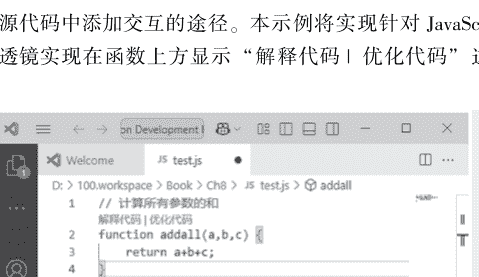 源代码中添加交互的途径。本示例将实现针对 JavaSc
透镜实现在函数上方显示“解释代码 | 优化代码”
on Development
Welcome
test.js
D: > 100.workspace > Book > Ch8 > test.js > addall
1 // 计算所有参数的和
解释代码 | 优化代码
2 function addall(a,b,c) {
3 return a+b+c;
4 }